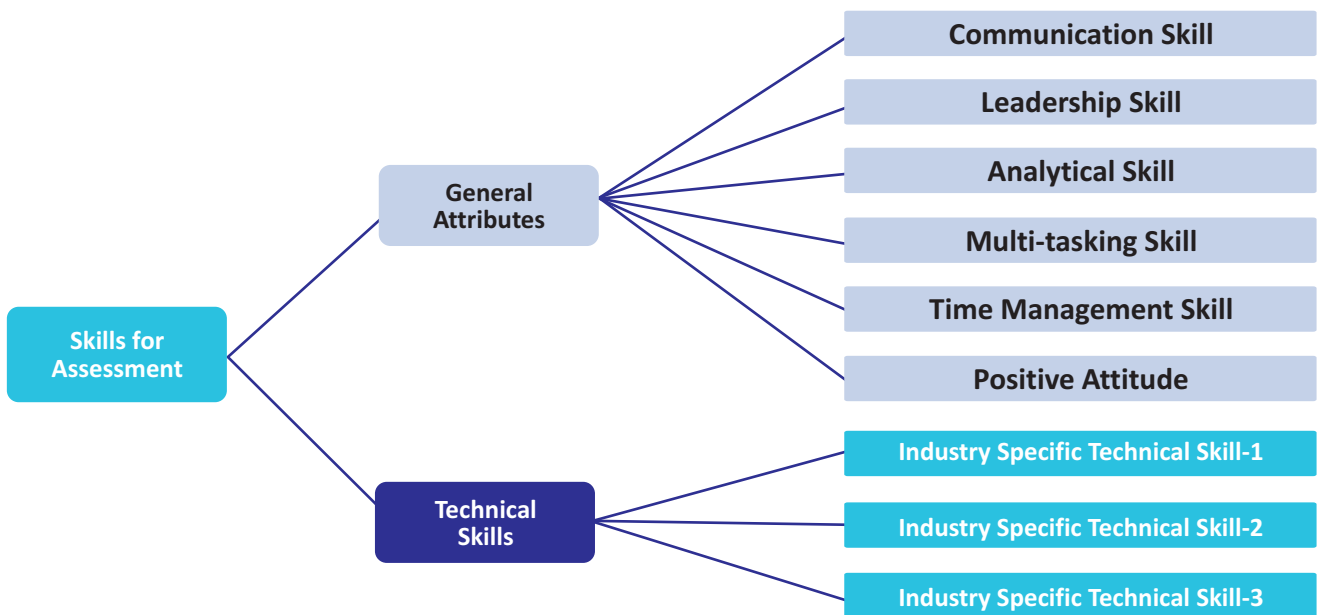 Skills for
Assessment
General
Attributes
Communication Skill
Leadership Skill
Analytical Skill
Multi-tasking Skill
Time Management Skill
Positive Attitude
Technical
Skills
Industry Specific Technical Skill-1
Industry Specific Technical Skill-2
Industry Specific Technical Skill-3